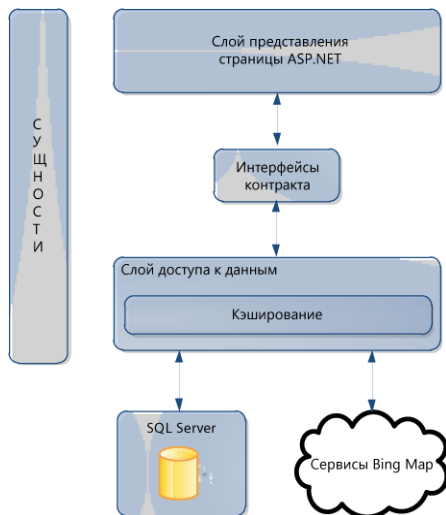 С
У
Щ
Н
О
С
Т
И
Слой представления
страницы ASP.NET
Интерфейсы
контракта
Слой доступа к данным
Кэширование
SQL Server
Сервисы Bing Map